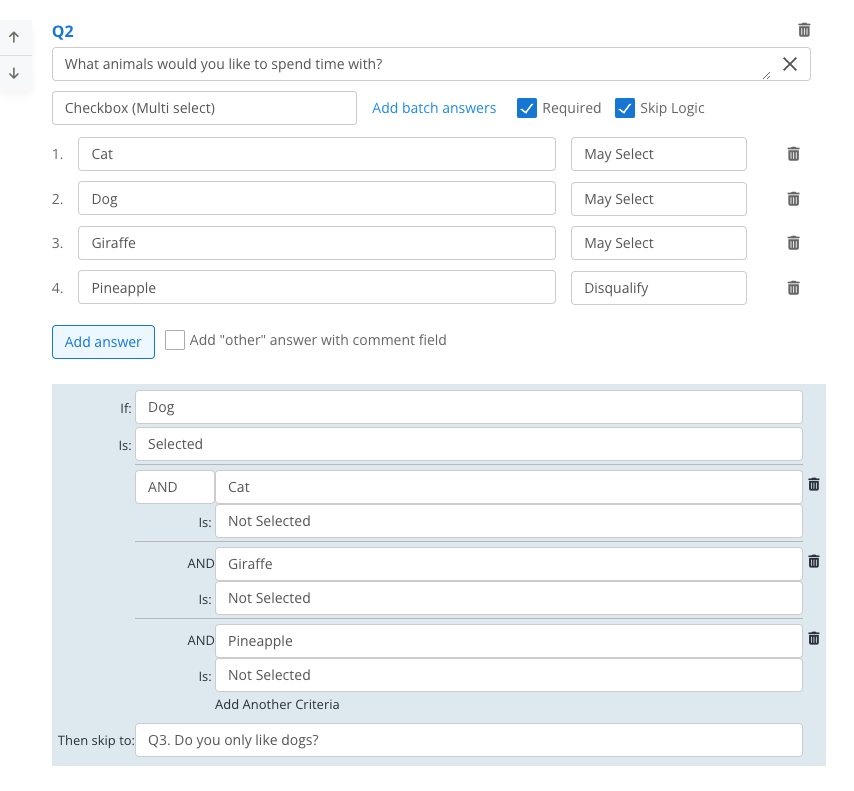 Q2
What animals would you like to spend time with?
Checkbox (Multi select) Add batch answers Required Skip Logic
1. Cat May Select
2. Dog May Select
3. Giraffe May Select
4. Pineapple Disqualify
Add answer Add "other" answer with comment field
If: Dog
Is: Selected
AND Cat
Is: Not Selected
AND Giraffe
Is: Not Selected
AND Pineapple
Is: Not Selected
Add Another Criteria
Then skip to: Q3. Do you only like dogs?